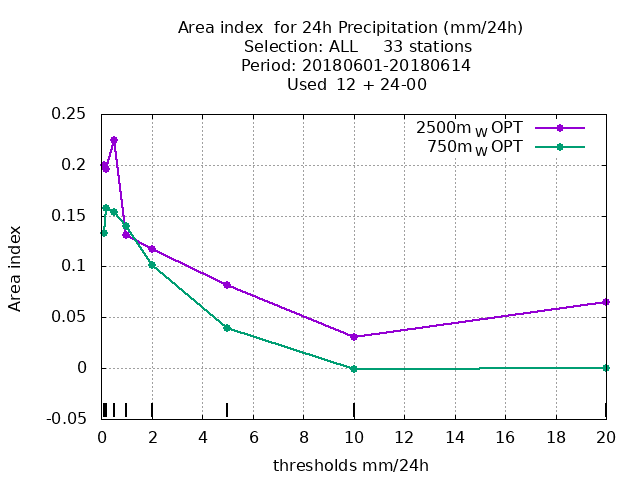 Area index  for 24h Precipitation (mm/24h)
Selection: ALL     33 stations
Period: 20180601-20180614
Used  12 + 24-00
2500m W OPT
750m W OPT
0.25
0.2
0.15
0.1
0.05
0
-0.05
Area index
0 2 4 6 8 10 12 14 16 18 20
thresholds mm/24h